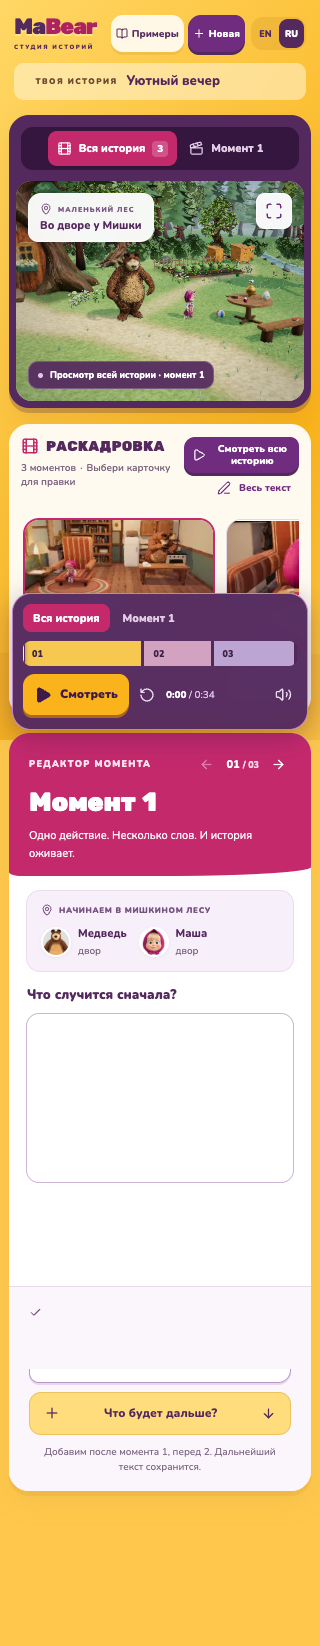 MaBear
СТУДИЯ ИСТОРИЙ
Примеры
Новая
EN
RU
ТВОЯ ИСТОРИЯ Уютный вечер
Вся история 3
Момент 1
МАЛЕНЬКИЙ ЛЕС
Во дворе у Мишки
Просмотр всей истории · момент 1
РАСКАДРОВКА
3 моментов · Выбери карточку
для правки
Смотреть всю
историю
Весь текст
Вся история
Момент 1
01
02
03
Смотреть
0:00 / 0:34
РЕДАКТОР МОМЕНТА
01 / 03
Момент 1
Одно действие. Несколько слов. И история
оживает.
НАЧИНАЕМ В МИШКИНОМ ЛЕСУ
Медведь
двор
Маша
двор
Что случится сначала?
Что будет дальше?
Добавим после момента 1, перед 2. Дальнейший
текст сохранится.